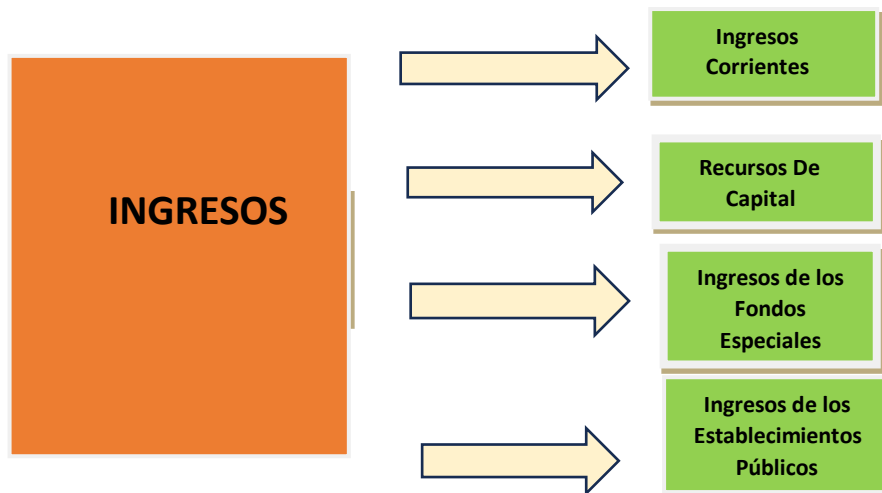 INGRESOS
Ingresos
Corrientes
Recursos De
Capital
Ingresos de los
Fondos
Especiales
Ingresos de los
Establecimientos
Públicos